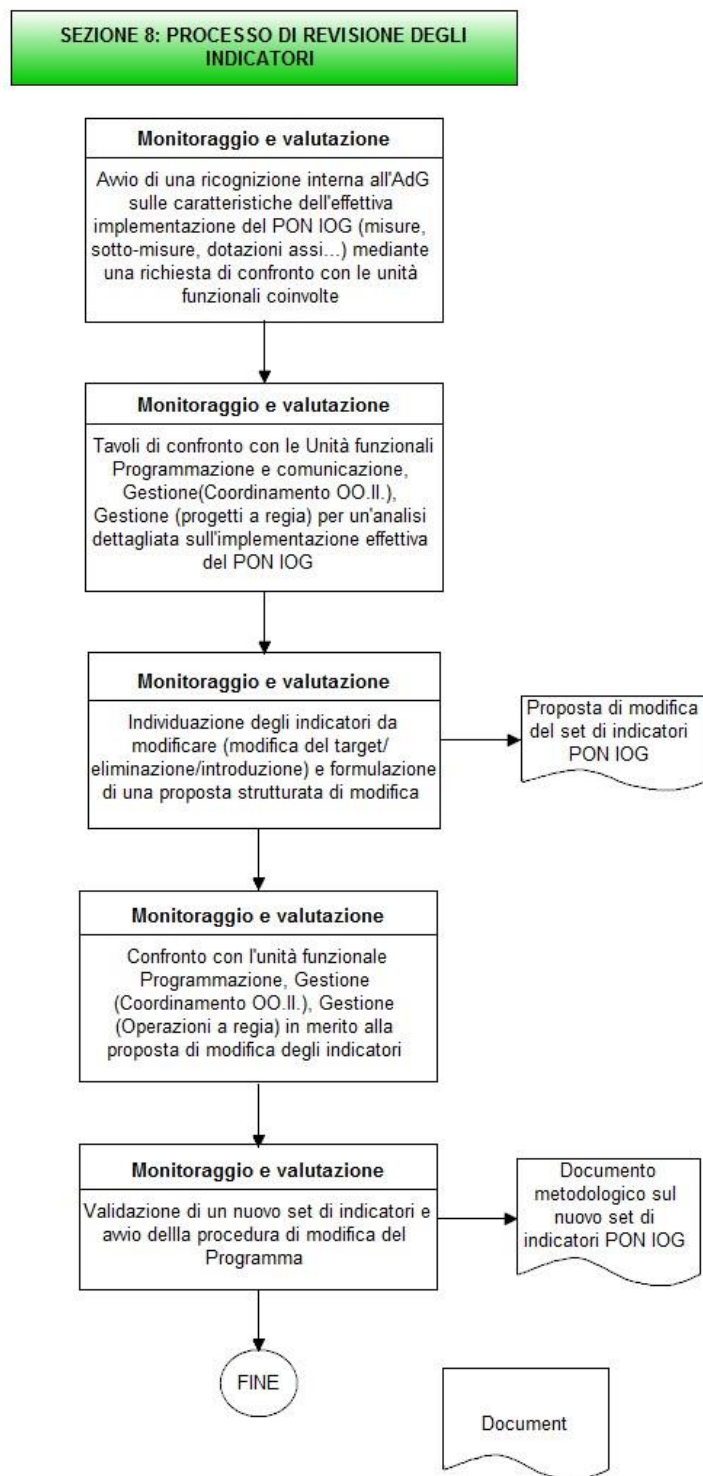 SEZIONE 8: PROCESSO DI REVISIONE DEGLI
INDICATORI
Monitoraggio e valutazione
Avvio di una ricognizione interna all'AdG
sulle caratteristiche dell'effettiva
implementazione del PON IOG (misure,
sotto-misure, dotazioni assi...) mediante
una richiesta di confronto con le unità
funzionali coinvolte
Monitoraggio e valutazione
Tavoli di confronto con le Unità funzionali
Programmazione e comunicazione,
Gestione(Coordinamento OO.II.),
Gestione (progetti a regia) per un'analisi
dettagliata sull'implementazione effettiva
del PON IOG
Monitoraggio e valutazione
Individuazione degli indicatori da
modificare (modifica del target/
eliminazione/introduzione) e formulazione
di una proposta strutturata di modifica
Proposta di modifica
del set di indicatori
PON IOG
Monitoraggio e valutazione
Confronto con l'unità funzionale
Programmazione, Gestione
(Coordinamento OO.II.), Gestione
(Operazioni a regia) in merito alla
proposta di modifica degli indicatori
Monitoraggio e valutazione
Validazione di un nuovo set di indicatori e
avvio dellla procedura di modifica del
Programma
Documento
metodologico sul
nuovo set di
indicatori PON IOG
FINE
Document